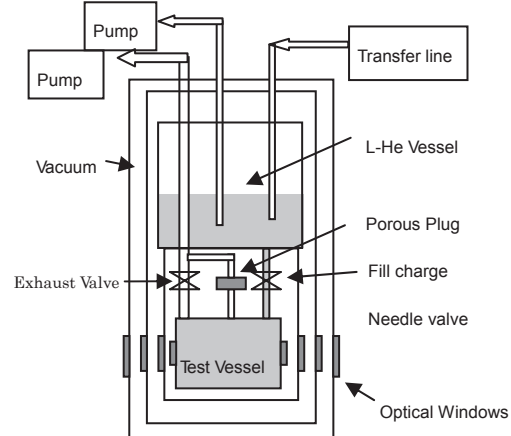 Pump
Transfer line
Pump
L-He Vessel
Vacuum
Porous Plug
Exhaust Valve
Fill charge
Needle valve
Test Vessel
Optical Windows